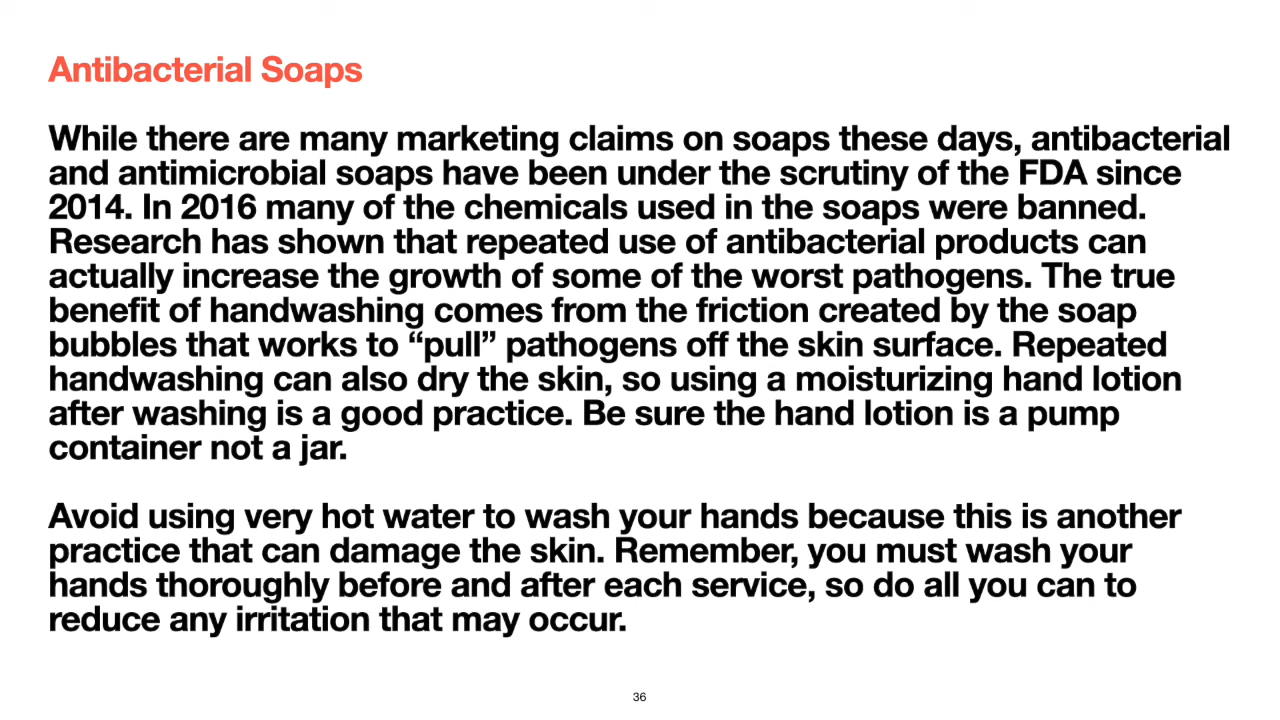 Antibacterial Soaps
While there are many marketing claims on soaps these days, antibacterial
and antimicrobial soaps have been under the scrutiny of the FDA since
2014. In 2016 many of the chemicals used in the soaps were banned.
Research has shown that repeated use of antibacterial products can
actually increase the growth of some of the worst pathogens. The true
benefit of handwashing comes from the friction created by the soap
bubbles that works to “pull” pathogens off the skin surface. Repeated
handwashing can also dry the skin, so using a moisturizing hand lotion
after washing is a good practice. Be sure the hand lotion is a pump
container not a jar.
Avoid using very hot water to wash your hands because this is another
practice that can damage the skin. Remember, you must wash your
hands thoroughly before and after each service, so do all you can to
reduce any irritation that may occur.
36